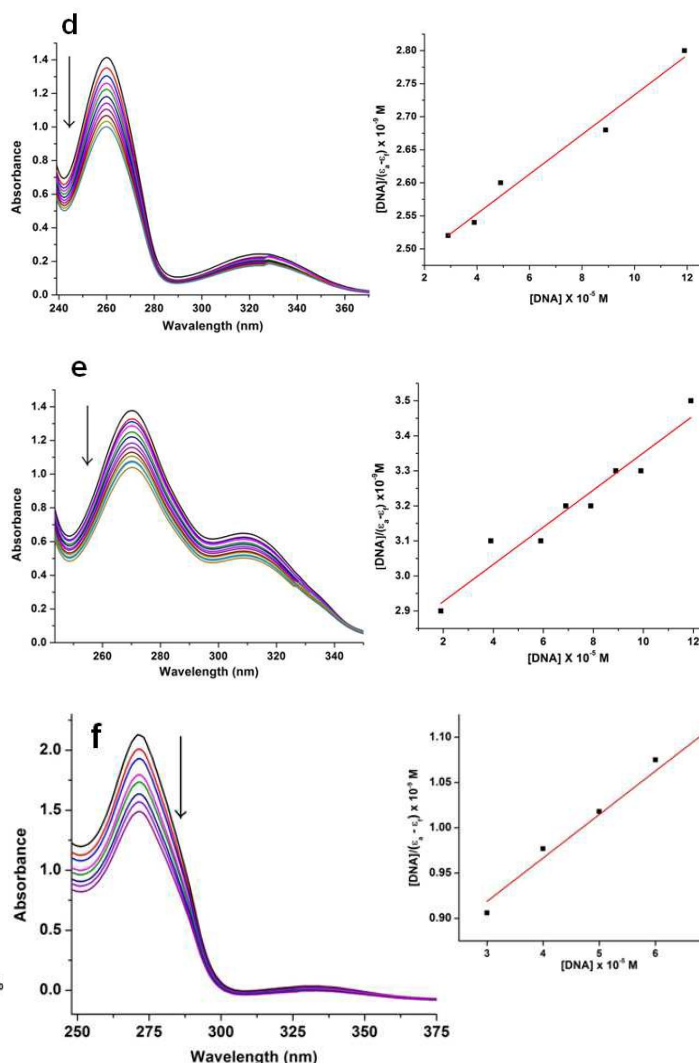 d
1.4
1.2
1.0
0.8
0.6
0.4
0.2
0.0
Absorbance
240 260 280 300 320 340 360
Wavelength (nm)
2.80
2.75
2.70
2.65
2.60
2.55
2.50
[DNA]/(εa-εf) x 10-9 M
2 4 6 8 10 12
[DNA] X 10-5 M
e
1.4
1.2
1.0
0.8
0.6
0.4
0.2
0.0
Absorbance
260 280 300 320 340
Wavelength (nm)
3.5
3.4
3.3
3.2
3.1
3.0
2.9
[DNA]/(εa-εf) x10-9M
2 4 6 8 10 12
[DNA] X 10-5 M
f
2.0
1.5
1.0
0.5
0.0
Absorbance
250 275 300 325 350 375
Wavelength (nm)
1.10
1.05
1.00
0.95
0.90
[DNA]/(εa - εf) x 10-9 M
3 4 5 6
[DNA] x 10-5 M
g